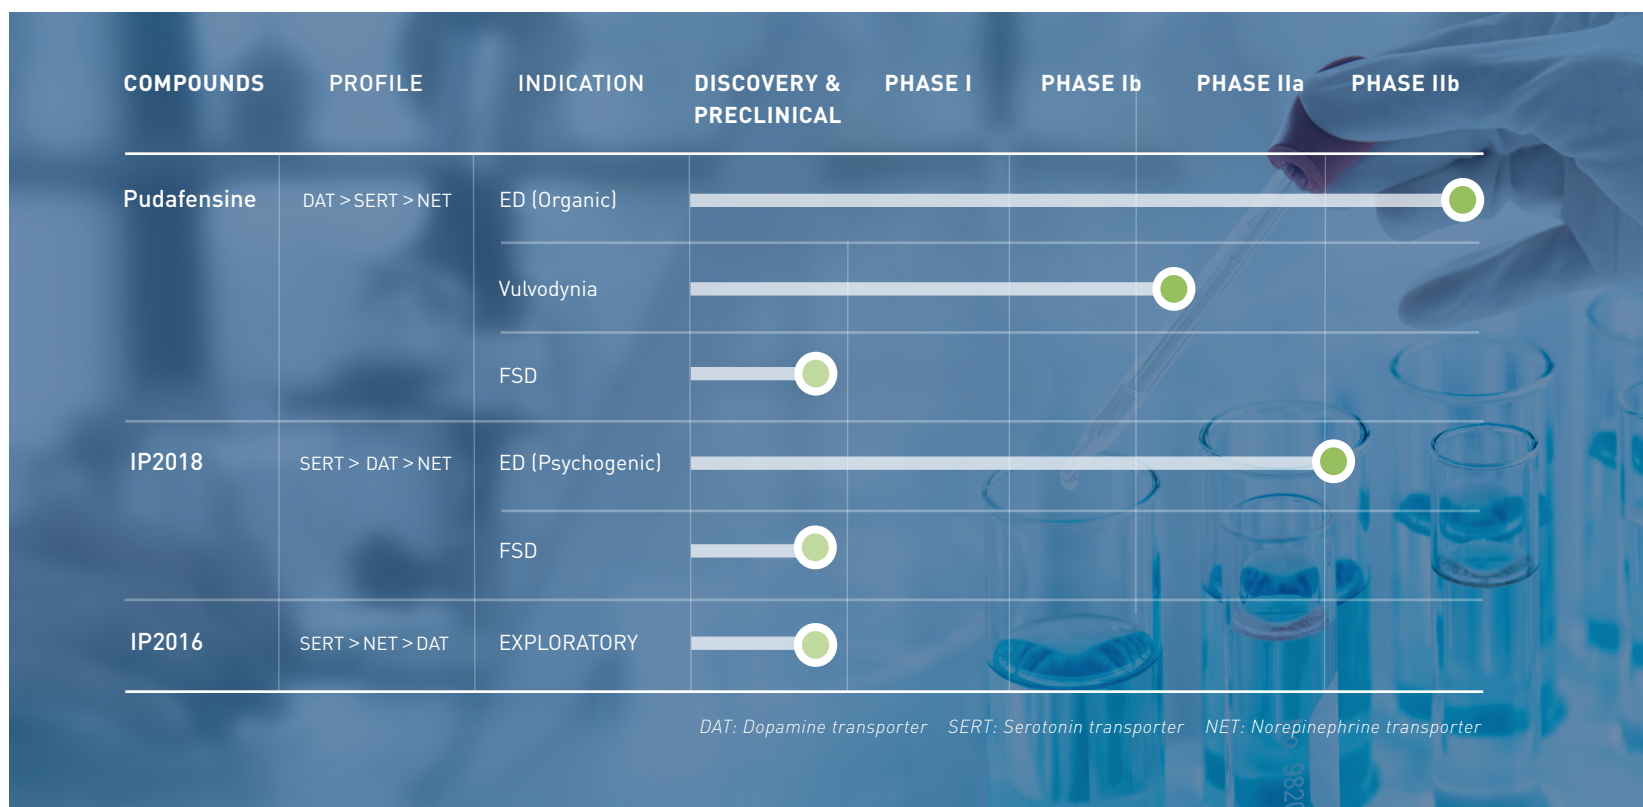 COMPOUNDS PROFILE INDICATION DISCOVERY & PHASE I PHASE Ib PHASE IIa PHASE IIb
PRECLINICAL
Pudafensine DAT > SERT > NET ED (Organic)
Vulvodynia
FSD
IP2018 SERT > DAT > NET ED (Psychogenic)
FSD
IP2016 SERT > NET > DAT EXPLORATORY
DAT: Dopamine transporter SERT: Serotonin transporter NET: Norepinephrine transporter